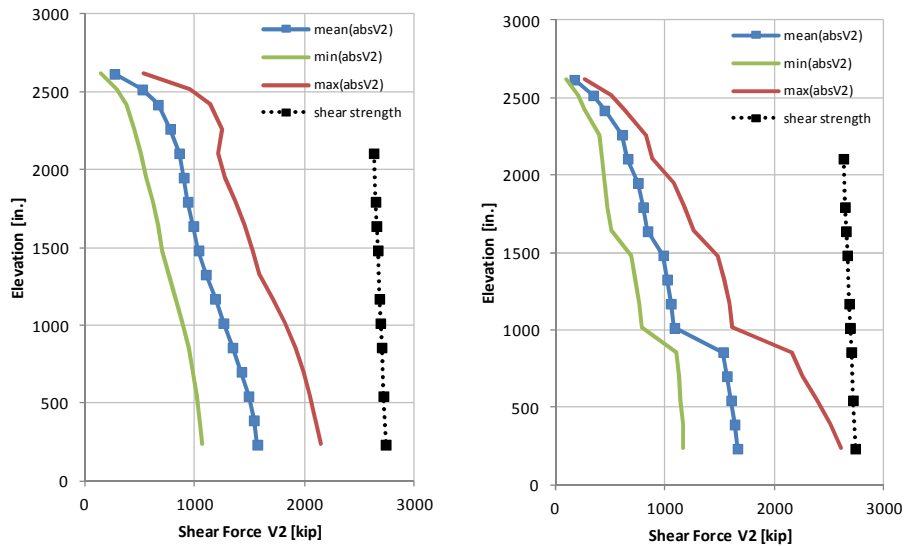 3000
2500
2000
1500
1000
500
0
0 1000 2000 3000
Elevation [in.]
Shear Force V2 [kip]
mean(absV2)
min(absV2)
max(absV2)
shear strength
3000
2500
2000
1500
1000
500
0
0 1000 2000 3000
Elevation [in.]
Shear Force V2 [kip]
mean(absV2)
min(absV2)
max(absV2)
shear strength